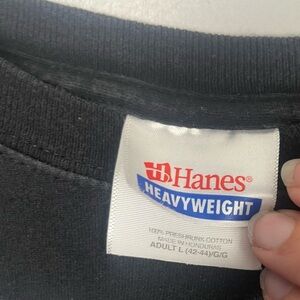 Hanes®
HEAVYWEIGHT
100% PRESHRUNK COTTON
MADE IN HONDURAS
ADULT L (42-44)/G/G